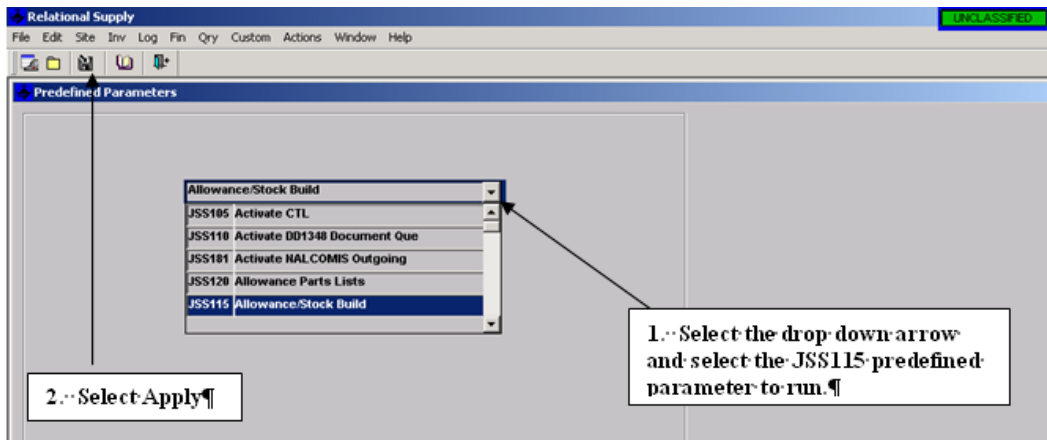 Relational Supply
UNCLASSIFIED
File Edit Site Inv Log Fin Qry Custom Actions Window Help
Predefined Parameters
Allowance/Stock Build
JSS105 Activate CTL
JSS110 Activate DD1348 Document Que
JSS181 Activate NALCOMIS Outgoing
JSS120 Allowance Parts Lists
JSS115 Allowance/Stock Build
1.··Select·the·drop·down·arrow·
and·select·the·JSS115·predefined·
parameter·to·run.¶
2.··Select·Apply¶